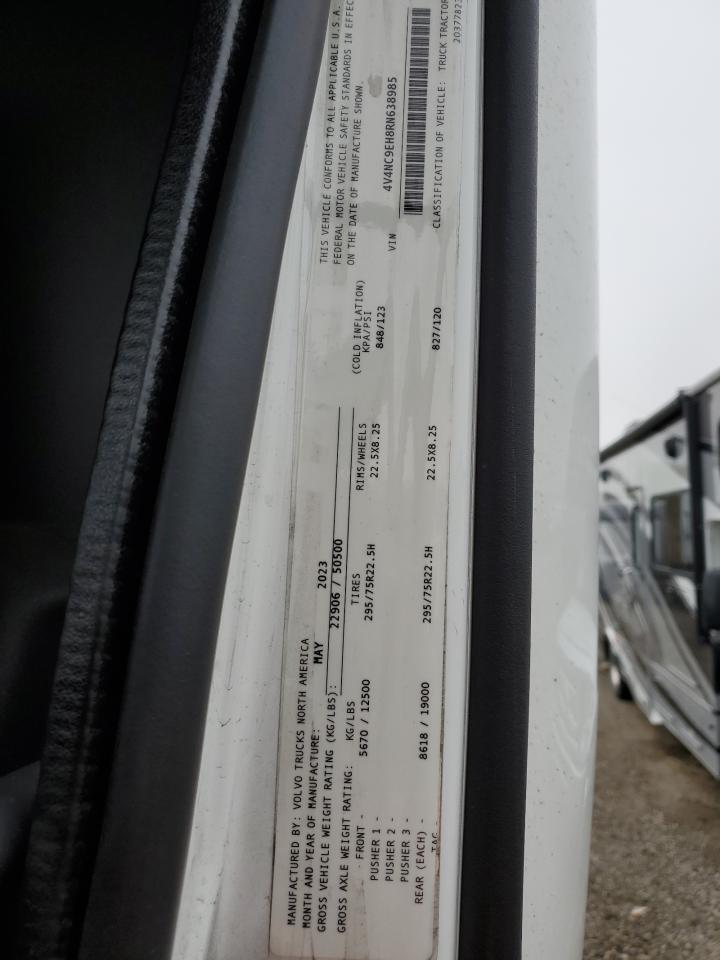 MANUFACTURED BY: VOLVO TRUCKS NORTH AMERICA
MONTH AND YEAR OF MANUFACTURE: MAY 2023
GROSS VEHICLE WEIGHT RATING (KG/LBS): 22906 / 50500
GROSS AXLE WEIGHT RATING: KG/LBS TIRES RIMS/WHEELS (COLD INFLATION) KPA/PSI
FRONT - 5670 / 12500 295/75R22.5H 22.5X8.25 848/123
PUSHER 1 -
PUSHER 2 -
PUSHER 3 -
REAR (EACH) - 8618 / 19000 295/75R22.5H 22.5X8.25 827/120
TAG -
THIS VEHICLE CONFORMS TO ALL APPLICABLE U.S.A.
FEDERAL MOTOR VEHICLE SAFETY STANDARDS IN EFFEC
ON THE DATE OF MANUFACTURE SHOWN.
VIN 4V4NC9EH8RN638985
CLASSIFICATION OF VEHICLE: TRUCK TRACTOR